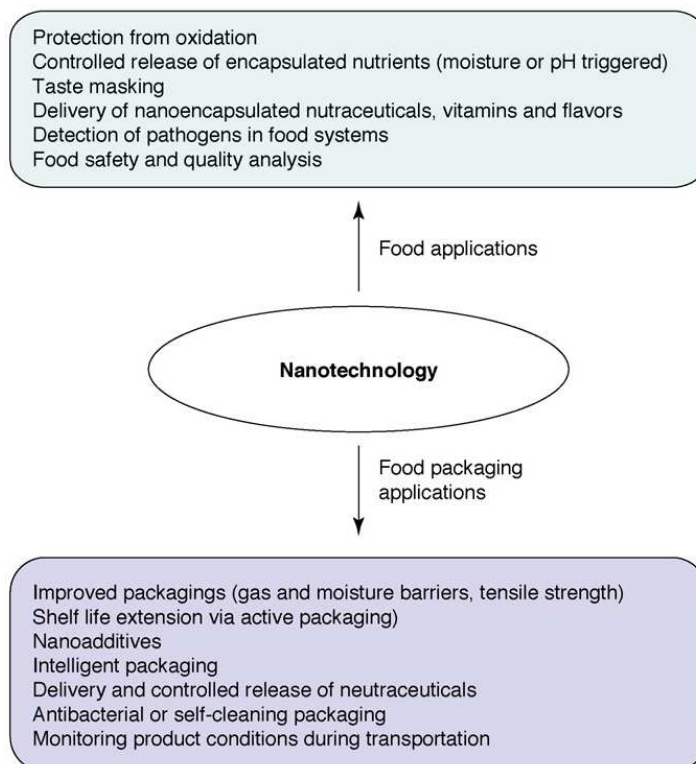 Protection from oxidation
Controlled release of encapsulated nutrients (moisture or pH triggered)
Taste masking
Delivery of nanoencapsulated nutraceuticals, vitamins and flavors
Detection of pathogens in food systems
Food safety and quality analysis
Food applications
Nanotechnology
Food packaging
applications
Improved packagings (gas and moisture barriers, tensile strength)
Shelf life extension via active packaging)
Nanoadditives
Intelligent packaging
Delivery and controlled release of neutraceuticals
Antibacterial or self-cleaning packaging
Monitoring product conditions during transportation